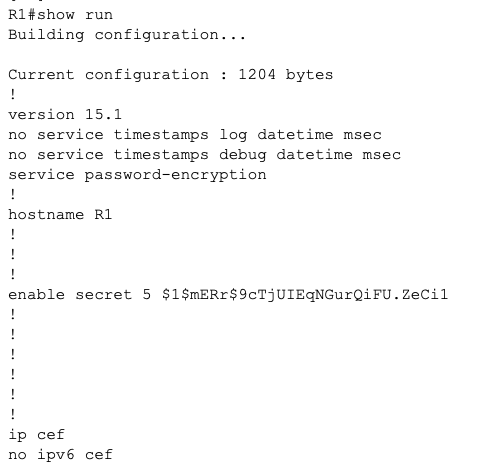 R1#show run
Building configuration...
Current configuration : 1204 bytes
!
version 15.1
no service timestamps log datetime msec
no service timestamps debug datetime msec
service password-encryption
!
hostname R1
!
!
!
enable secret 5 $1$mERr$9cTjUIEqNGurQiFU.ZeCi1
!
!
!
!
!
!
ip cef
no ipv6 cef